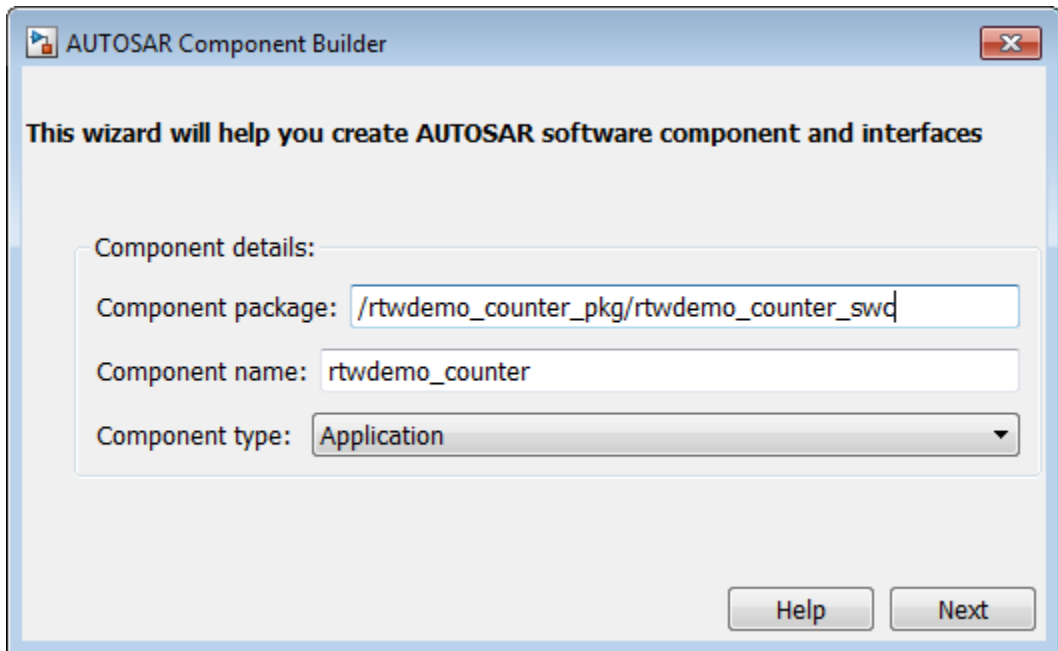 AUTOSAR Component Builder
This wizard will help you create AUTOSAR software component and interfaces
Component details:
Component package: /rtwdemo_counter_pkg/rtwdemo_counter_swc
Component name: rtwdemo_counter
Component type: Application
Help Next